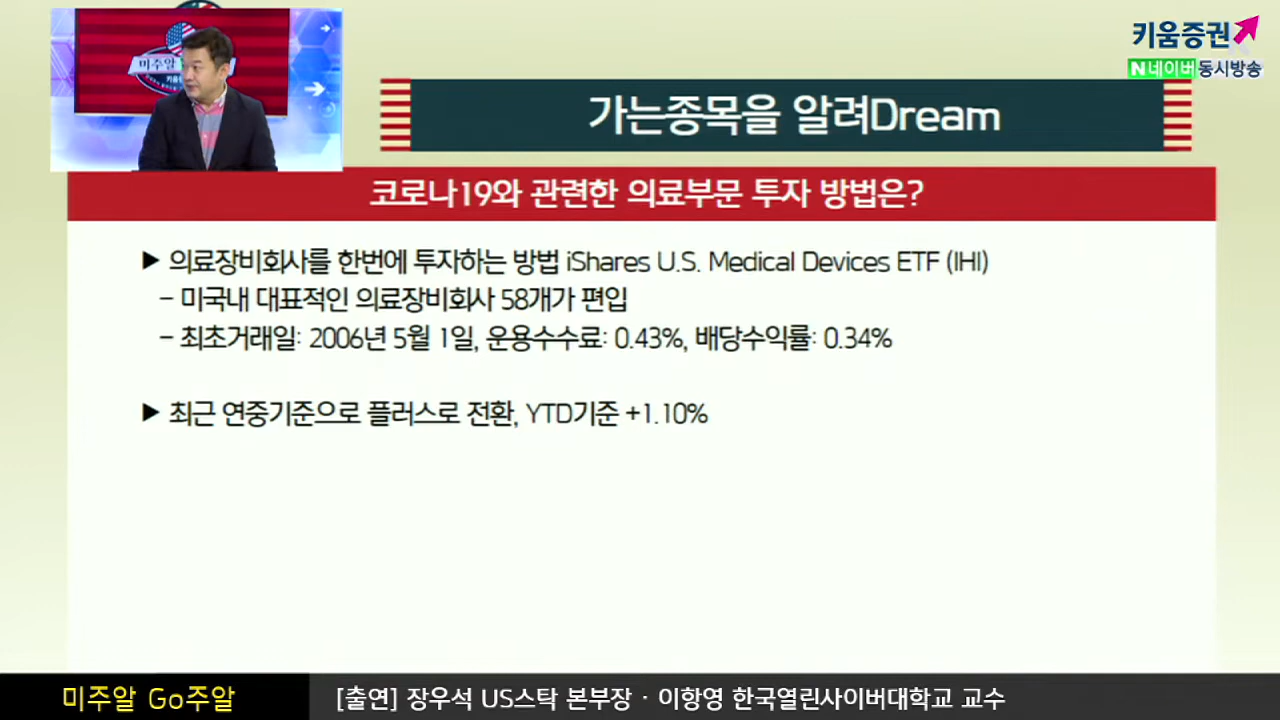 미주알
키움증권
N네이버 동시방송
가는종목을 알려Dream
코로나19와 관련한 의료부문 투자 방법은?
▶ 의료장비회사를 한번에 투자하는 방법 iShares U.S. Medical Devices ETF (IHI)
- 미국내 대표적인 의료장비회사 58개가 편입
- 최초거래일: 2006년 5월 1일, 운용수수료: 0.43%, 배당수익률: 0.34%
▶ 최근 연중기준으로 플러스로 전환, YTD기준 +1.10%
미주알 Go주알
[출연] 장우석 US스탁 본부장 · 이항영 한국열린사이버대학교 교수